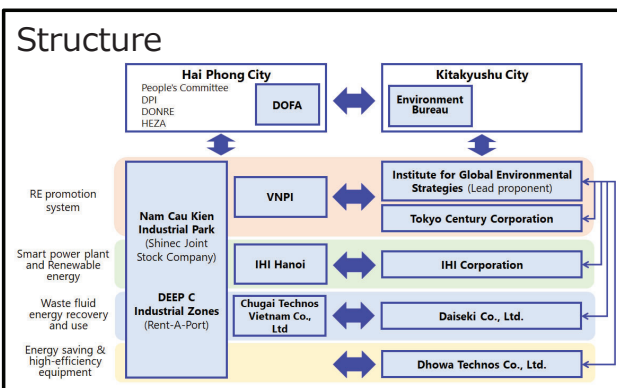 Structure
Hai Phong City
People's Committee
DPI
DONRE
HEZA
DOFA
Kitakyushu City
Environment
Bureau
RE promotion
system
Nam Cau Kien
Industrial Park
(Shinec Joint
Stock Company)
DEEP C
Industrial Zones
(Rent-A-Port)
VNPI
Institute for Global Environmental
Strategies (Lead proponent)
Tokyo Century Corporation
Smart power plant
and Renewable
energy
IHI Hanoi
IHI Corporation
Waste fluid
energy recovery
and use
Chugai Technos
Vietnam Co.,
Ltd
Daiseki Co., Ltd.
Energy saving &
high-efficiency
equipment
Dhowa Technos Co., Ltd.